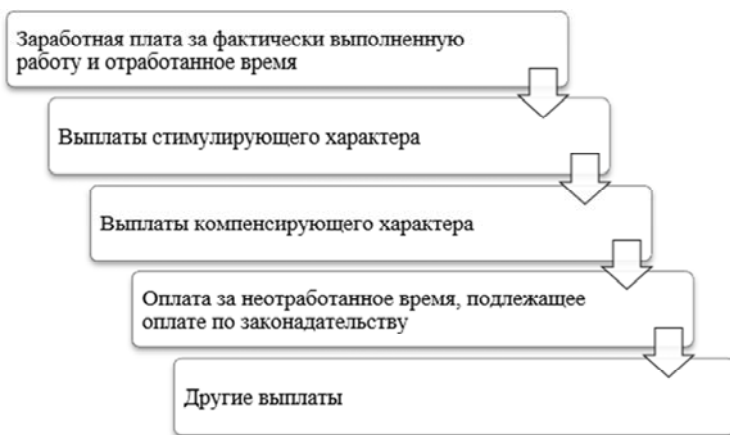 Заработная плата за фактически выполненную
работу и отработанное время
Выплаты стимулирующего характера
Выплаты компенсирующего характера
Оплата за неотработанное время, подлежащее
оплате по законадательству
Другие выплаты